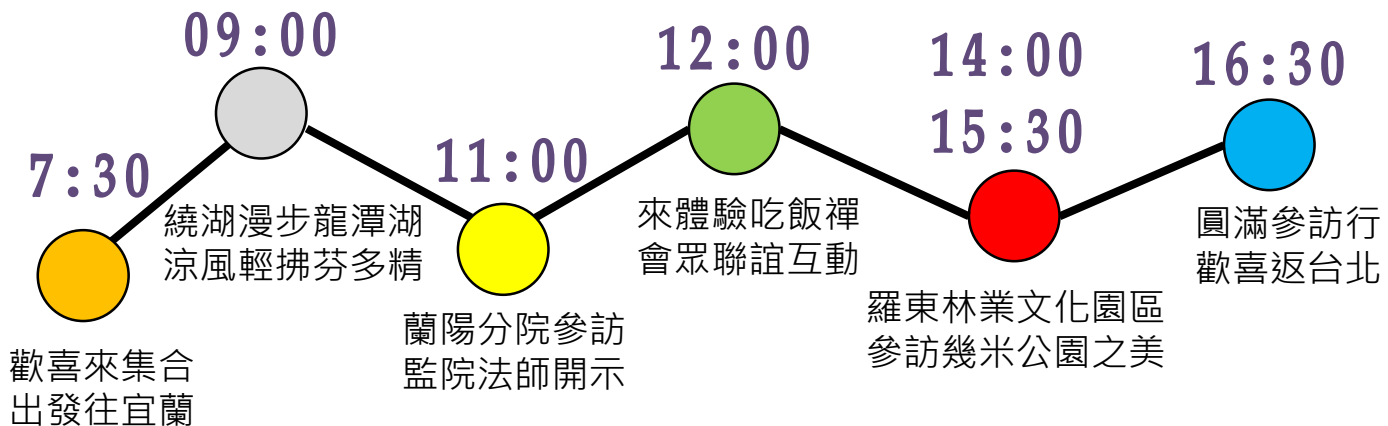 7:30
歡喜來集合
出發往宜蘭
09:00
繞湖漫步龍潭湖
涼風輕拂芬多精
11:00
蘭陽分院參訪
監院法師開示
12:00
來體驗吃飯禪
會眾聯誼互動
14:00
15:30
羅東林業文化園區
參訪幾米公園之美
16:30
圓滿參訪行
歡喜返台北